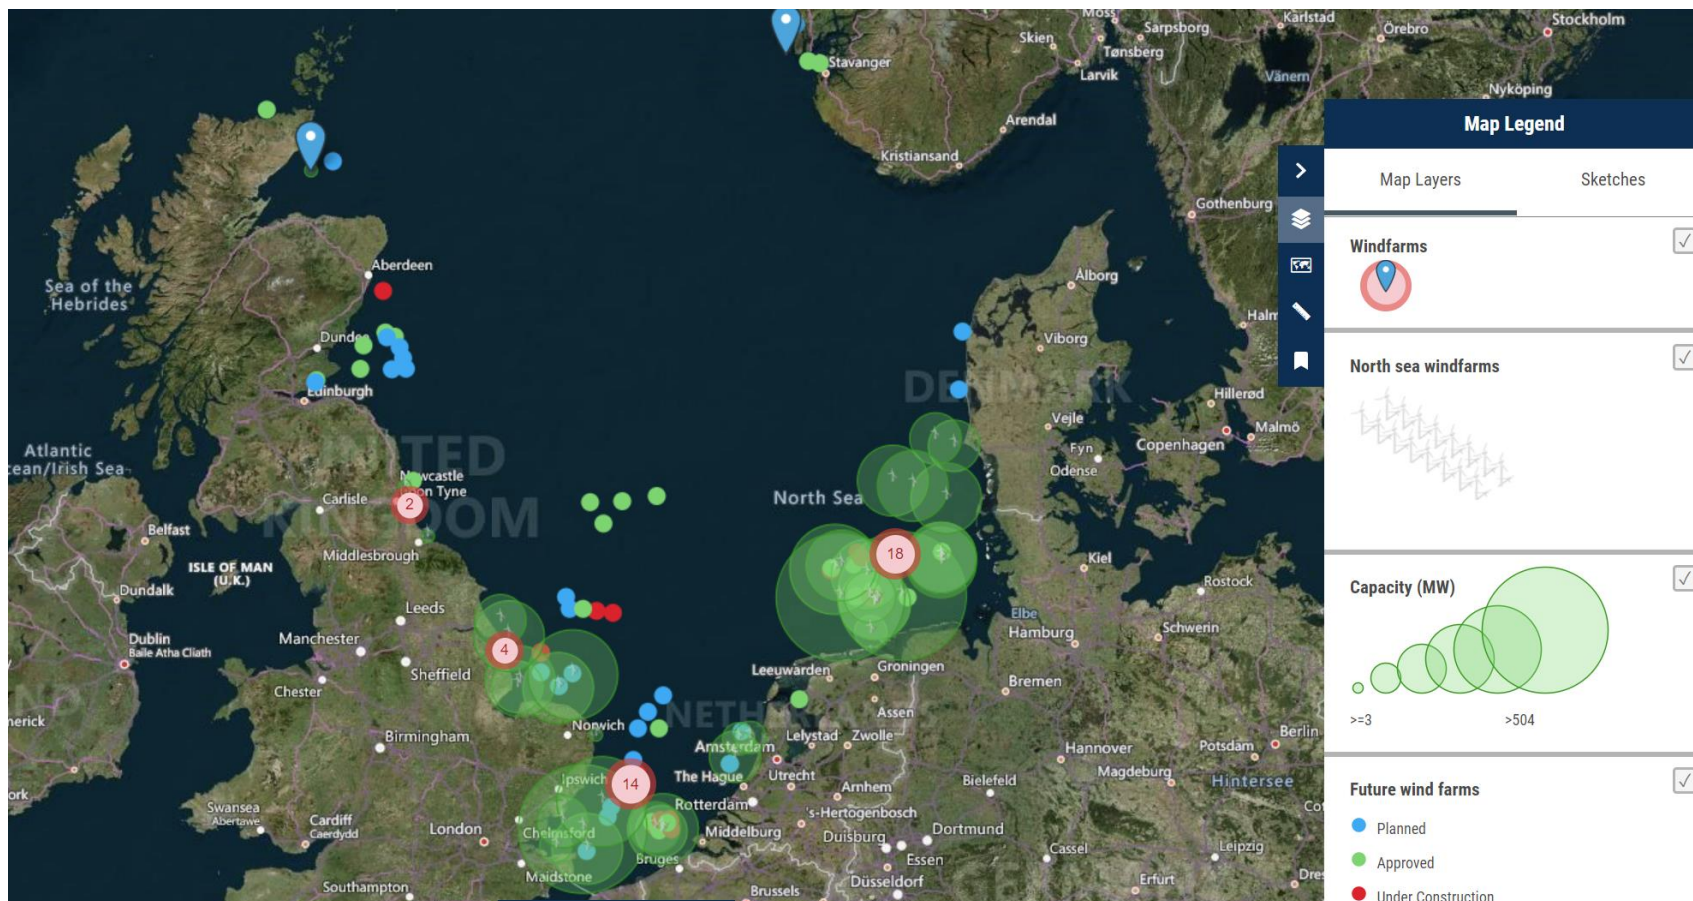 Moss
Sarpsborg
Karlstad
Örebro
Stockholm
Skien
Tønsberg
Stavanger
Larvik
Vänern
Nyköping
Arendal
Kristiansand
Gothenburg
Map Legend
Map Layers
Sketches
Windfarms
North sea windfarms
Capacity (MW)
>=3
>504
Future wind farms
Planned
Approved
Under Construction
Aberdeen
Sea of the
Hebrides
Ålborg
Halm
Viborg
DENMARK
Hillerød
Vejle
Malmö
Fyn
Copenhagen
Odense
Edinburgh
Atlantic
cean/Irish Sea
UNITED
KINGDOM
Newcastle
upon Tyne
Carlisle
2
Belfast
Middlesbrough
North Sea
18
Kiel
Rostock
ISLE OF MAN
(U.K.)
Dundalk
Leeds
Elbe
Hamburg
Schwerin
Dublin
Baile Atha Cliath
Manchester
4
Sheffield
Leeuwarden
Groningen
Bremen
Chester
merick
Norwich
NETHERLANDS
Assen
Birmingham
Amsterdam
Lelystad
Zwolle
Hannover
Potsdam
Berlin
The Hague
Utrecht
Magdeburg
Ipswich
14
Arnhem
Bielefeld
Hintersee
ork
Swansea
Abertawe
Rotterdam
's-Hertogenbosch
Cot
Cardiff
Caerdydd
London
Chelmsford
Middelburg
Duisburg
Dortmund
Cassel
Leipzig
Bruges
Essen
Maidstone
Southampton
Brussels
Düsseldorf
Erfurt
Dres